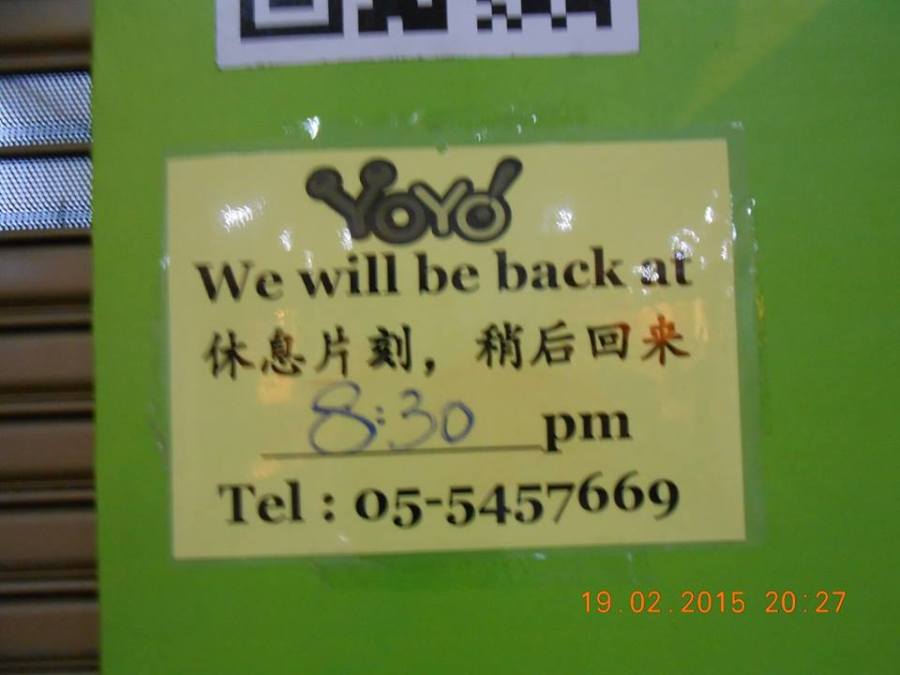 YOYO!
We will be back at
休息片刻，稍后回来
8:30 pm
Tel : 05-5457669
19.02.2015 20:27